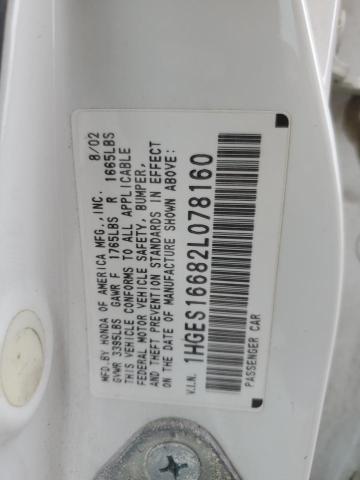 MFD.BY HONDA OF AMERICA MFG.,INC. 8/02
GVWR 3395LBS GAWR F 1765LBS R 1665LBS
THIS VEHICLE CONFORMS TO ALL APPLICABLE
FEDERAL MOTOR VEHICLE SAFETY, BUMPER,
AND THEFT PREVENTION STANDARDS IN EFFECT
ON THE DATE OF MANUFACTURE SHOWN ABOVE.
V.I.N. 1HGES16682L078160
PASSENGER CAR